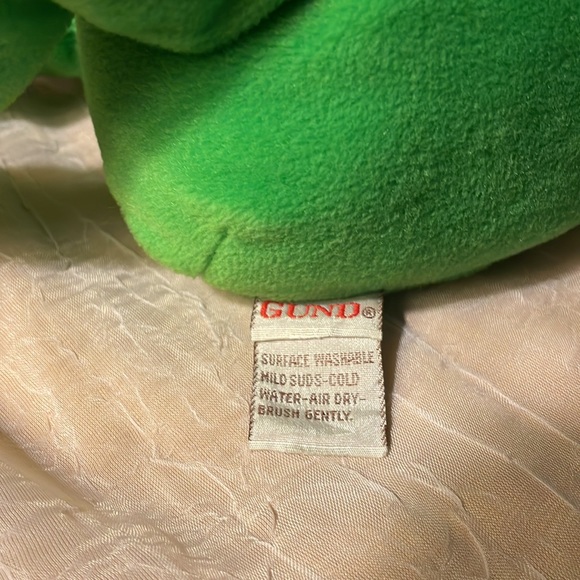 GUND®
SURFACE WASHABLE
MILD SUDS-COLD
WATER-AIR DRY-
BRUSH GENTLY.